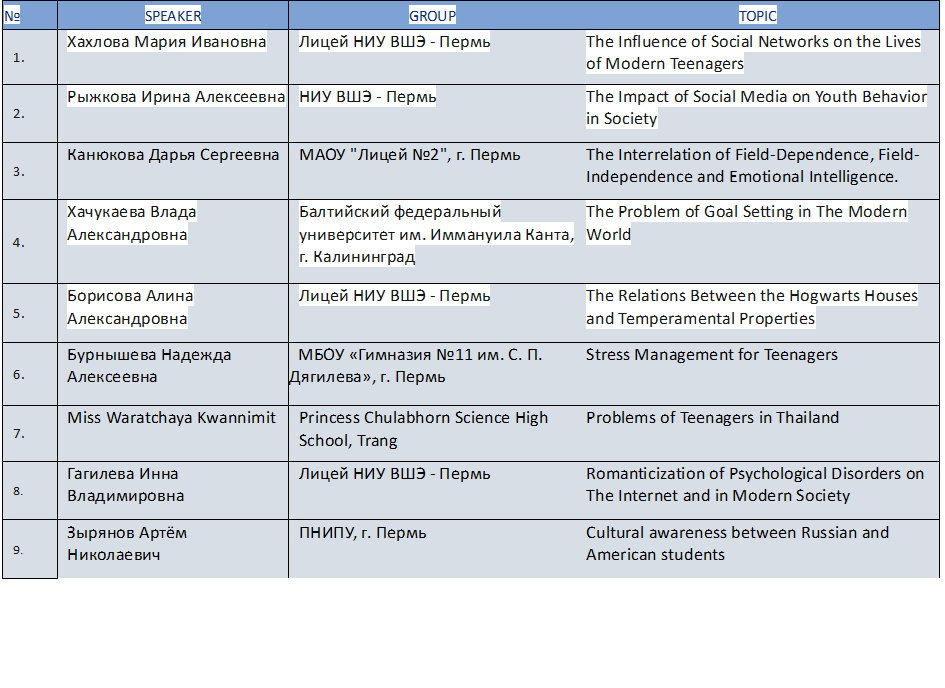 № SPEAKER GROUP TOPIC
1. Хахлова Мария Ивановна Лицей НИУ ВШЭ - Пермь The Influence of Social Networks on the Lives
of Modern Teenagers
2. Рыжкова Ирина Алексеевна НИУ ВШЭ - Пермь The Impact of Social Media on Youth Behavior
in Society
3. Канюкова Дарья Сергеевна МАОУ "Лицей №2", г. Пермь The Interrelation of Field-Dependence, Field-
Independence and Emotional Intelligence.
4. Хачукаева Влада Балтийский федеральный The Problem of Goal Setting in The Modern
Александровна университет им. Иммануила Канта, World
г. Калининград
5. Борисова Алина Лицей НИУ ВШЭ - Пермь The Relations Between the Hogwarts Houses
Александровна and Temperamental Properties
6. Бурнышева Надежда МБОУ «Гимназия №11 им. С. П. Stress Management for Teenagers
Алексеевна Дягилева», г. Пермь
7. Miss Waratchaya Kwannimit Princess Chulabhorn Science High Problems of Teenagers in Thailand
School, Trang
8. Гагилева Инна Лицей НИУ ВШЭ - Пермь Romanticization of Psychological Disorders on
Владимировна The Internet and in Modern Society
9. Зырянов Артём ПНИПУ, г. Пермь Cultural awareness between Russian and
Николаевич American students